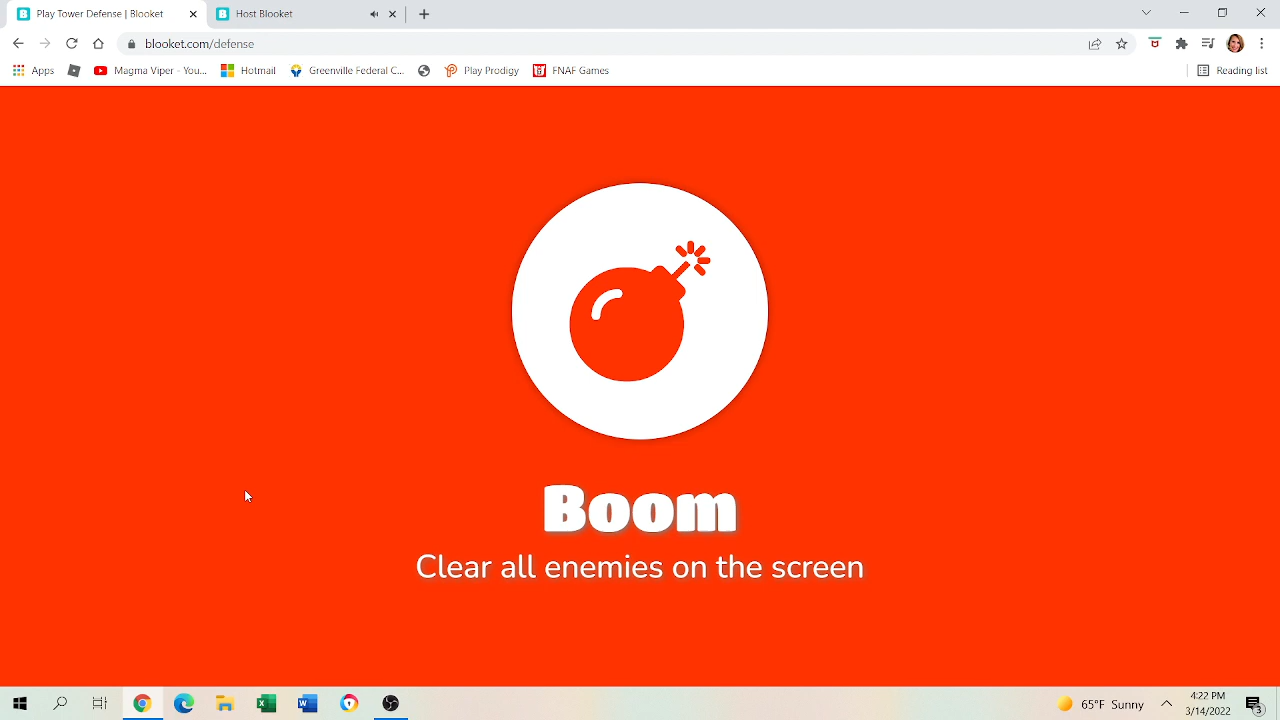 Play Tower Defense | Blooket
Host Blooket
blooket.com/defense
Apps
Magma Viper - You...
Hotmail
Greenville Federal C...
Play Prodigy
FNAF Games
Reading list
Boom
Clear all enemies on the screen
65°F Sunny
4:22 PM
3/14/2022
3